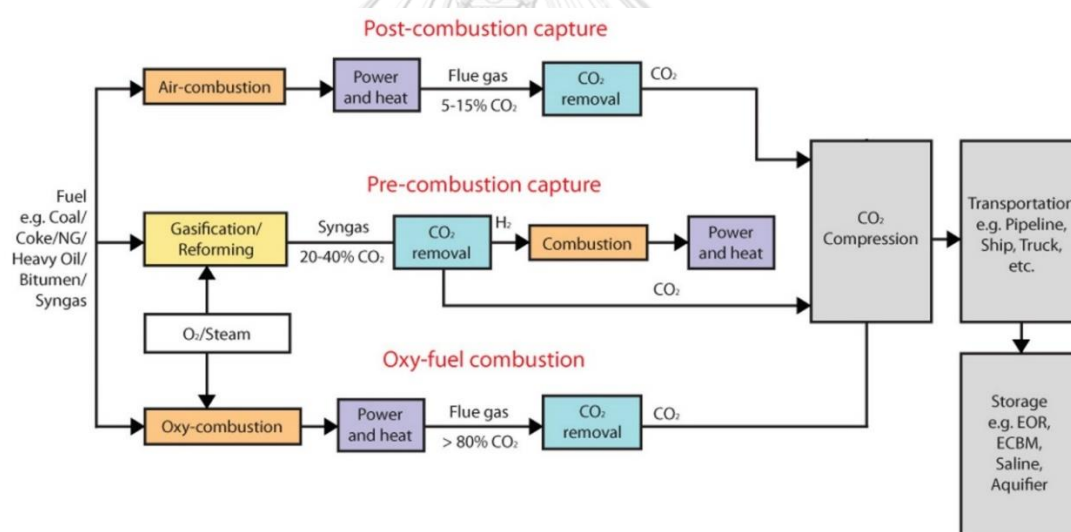 Post-combustion capture
Air-combustion
Power
and heat
Flue gas
5-15% CO₂
CO₂
removal
CO₂
Fuel
e.g. Coal/
Coke/NG/
Heavy Oil/
Bitumen/
Syngas
Pre-combustion capture
Gasification/
Reforming
Syngas
20-40% CO₂
CO₂
removal
H₂
Combustion
Power
and heat
CO₂
O₂/Steam
Oxy-fuel combustion
Oxy-combustion
Power
and heat
Flue gas
> 80% CO₂
CO₂
removal
CO₂
CO₂
Compression
Transportation
e.g. Pipeline,
Ship, Truck,
etc.
Storage
e.g. EOR,
ECBM,
Saline,
Aquifier